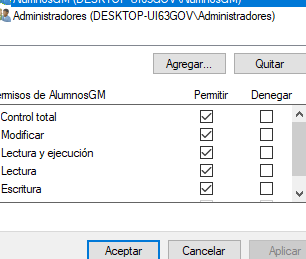 AlumnosGM (DESKTOP-UI63GOV\AlumnosGM)
Administradores (DESKTOP-UI63GOV\Administradores)
Agregar... Quitar
ermisos de AlumnosGM Permitir Denegar
Control total
Modificar
Lectura y ejecución
Lectura
Escritura
Aceptar Cancelar Aplicar